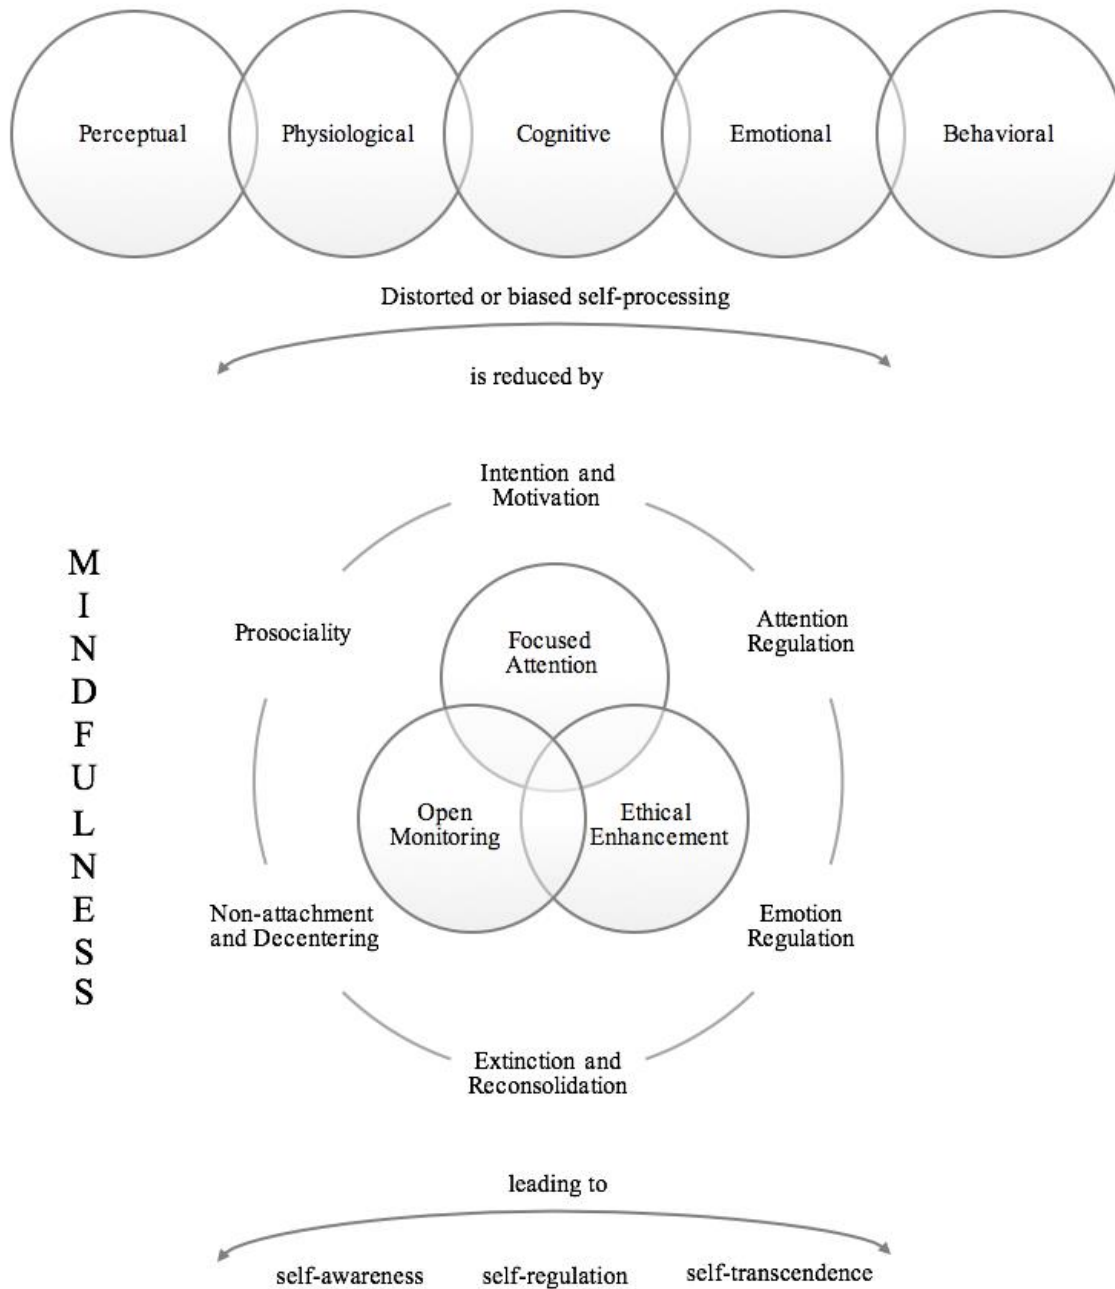 Perceptual Physiological Cognitive Emotional Behavioral
Distorted or biased self-processing
is reduced by
MINDFULNESS
Intention and
Motivation
Attention
Regulation
Emotion
Regulation
Extinction and
Reconsolidation
Non-attachment
and Decentering
Prosociality
Focused
Attention
Open
Monitoring
Ethical
Enhancement
leading to
self-awareness self-regulation self-transcendence